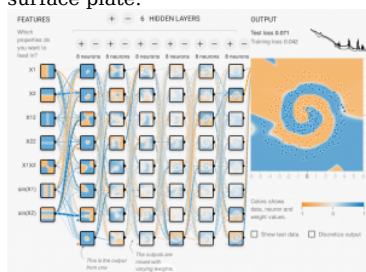 surface plate.
FEATURES
+ − 6 HIDDEN LAYERS
OUTPUT
Which
properties do
you want to
feed in?
Test loss 0.071
Training loss 0.042
+ − + − + − + − + − + −
8 neurons 8 neurons 8 neurons 8 neurons 8 neurons 8 neurons
X1
X2
X12
X22
X1X2
sin(X1)
sin(X2)
This is the output
from one
The outputs are
mixed with
varying weights
Colors shows
data, neuron and
weight values.
Show test data
Discretize output